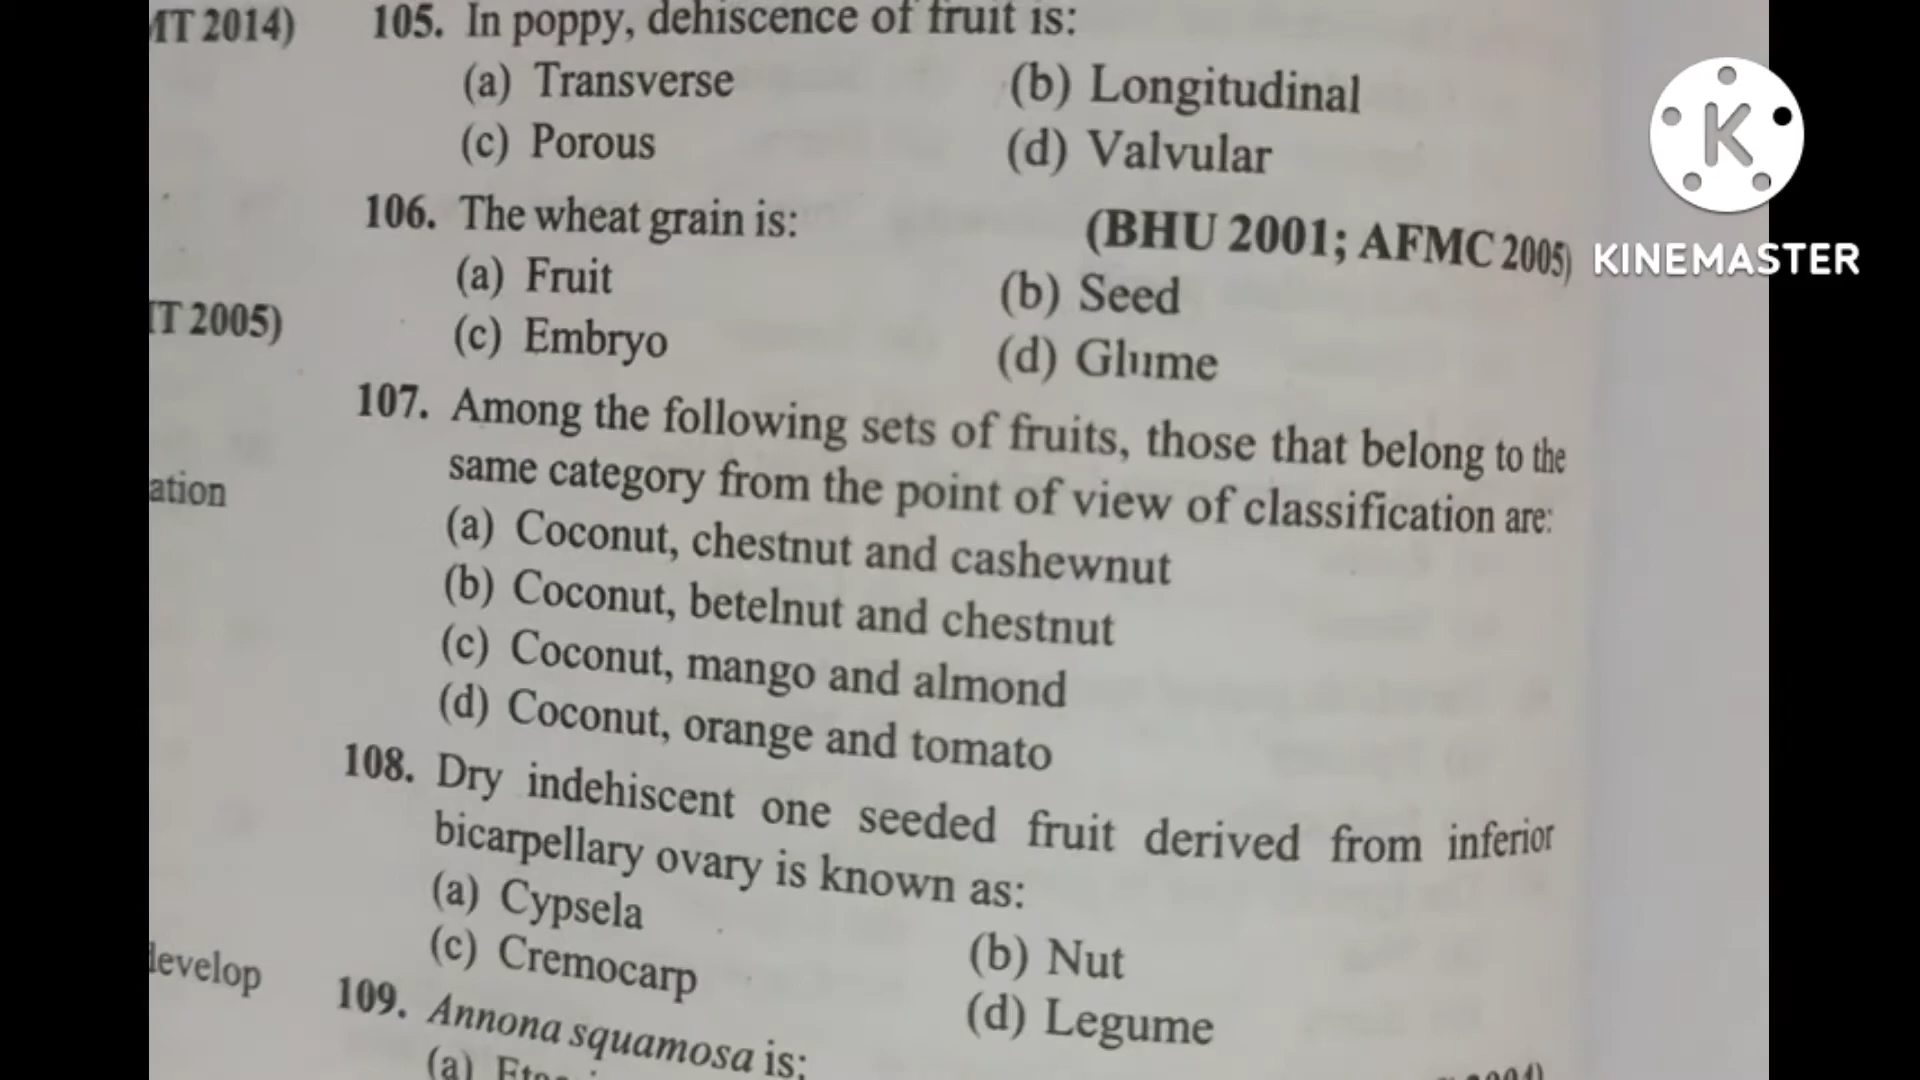 MT 2014)
105. In poppy, dehiscence of fruit is:
(a) Transverse (b) Longitudinal
(c) Porous (d) Valvular
106. The wheat grain is: (BHU 2001; AFMC 2005)
(a) Fruit (b) Seed
(c) Embryo (d) Glume
T 2005)
107. Among the following sets of fruits, those that belong to the
same category from the point of view of classification are:
ation
(a) Coconut, chestnut and cashewnut
(b) Coconut, betelnut and chestnut
(c) Coconut, mango and almond
(d) Coconut, orange and tomato
108. Dry indehiscent one seeded fruit derived from inferior
bicarpellary ovary is known as:
(a) Cypsela (b) Nut
(c) Cremocarp (d) Legume
develop
109. Annona squamosa is:
(a)
K
KINEMASTER